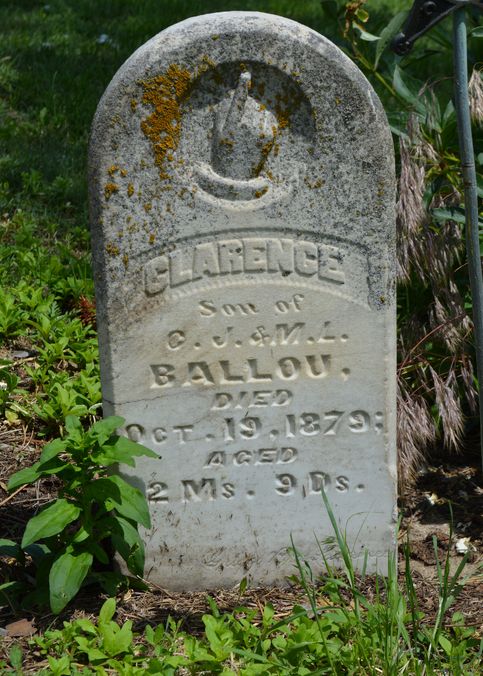 CLARENCE
Son of
C. J. & M. L.
BALLOU,
DIED
OCT. 19. 1879;
AGED
2 Ms. 9 Ds.